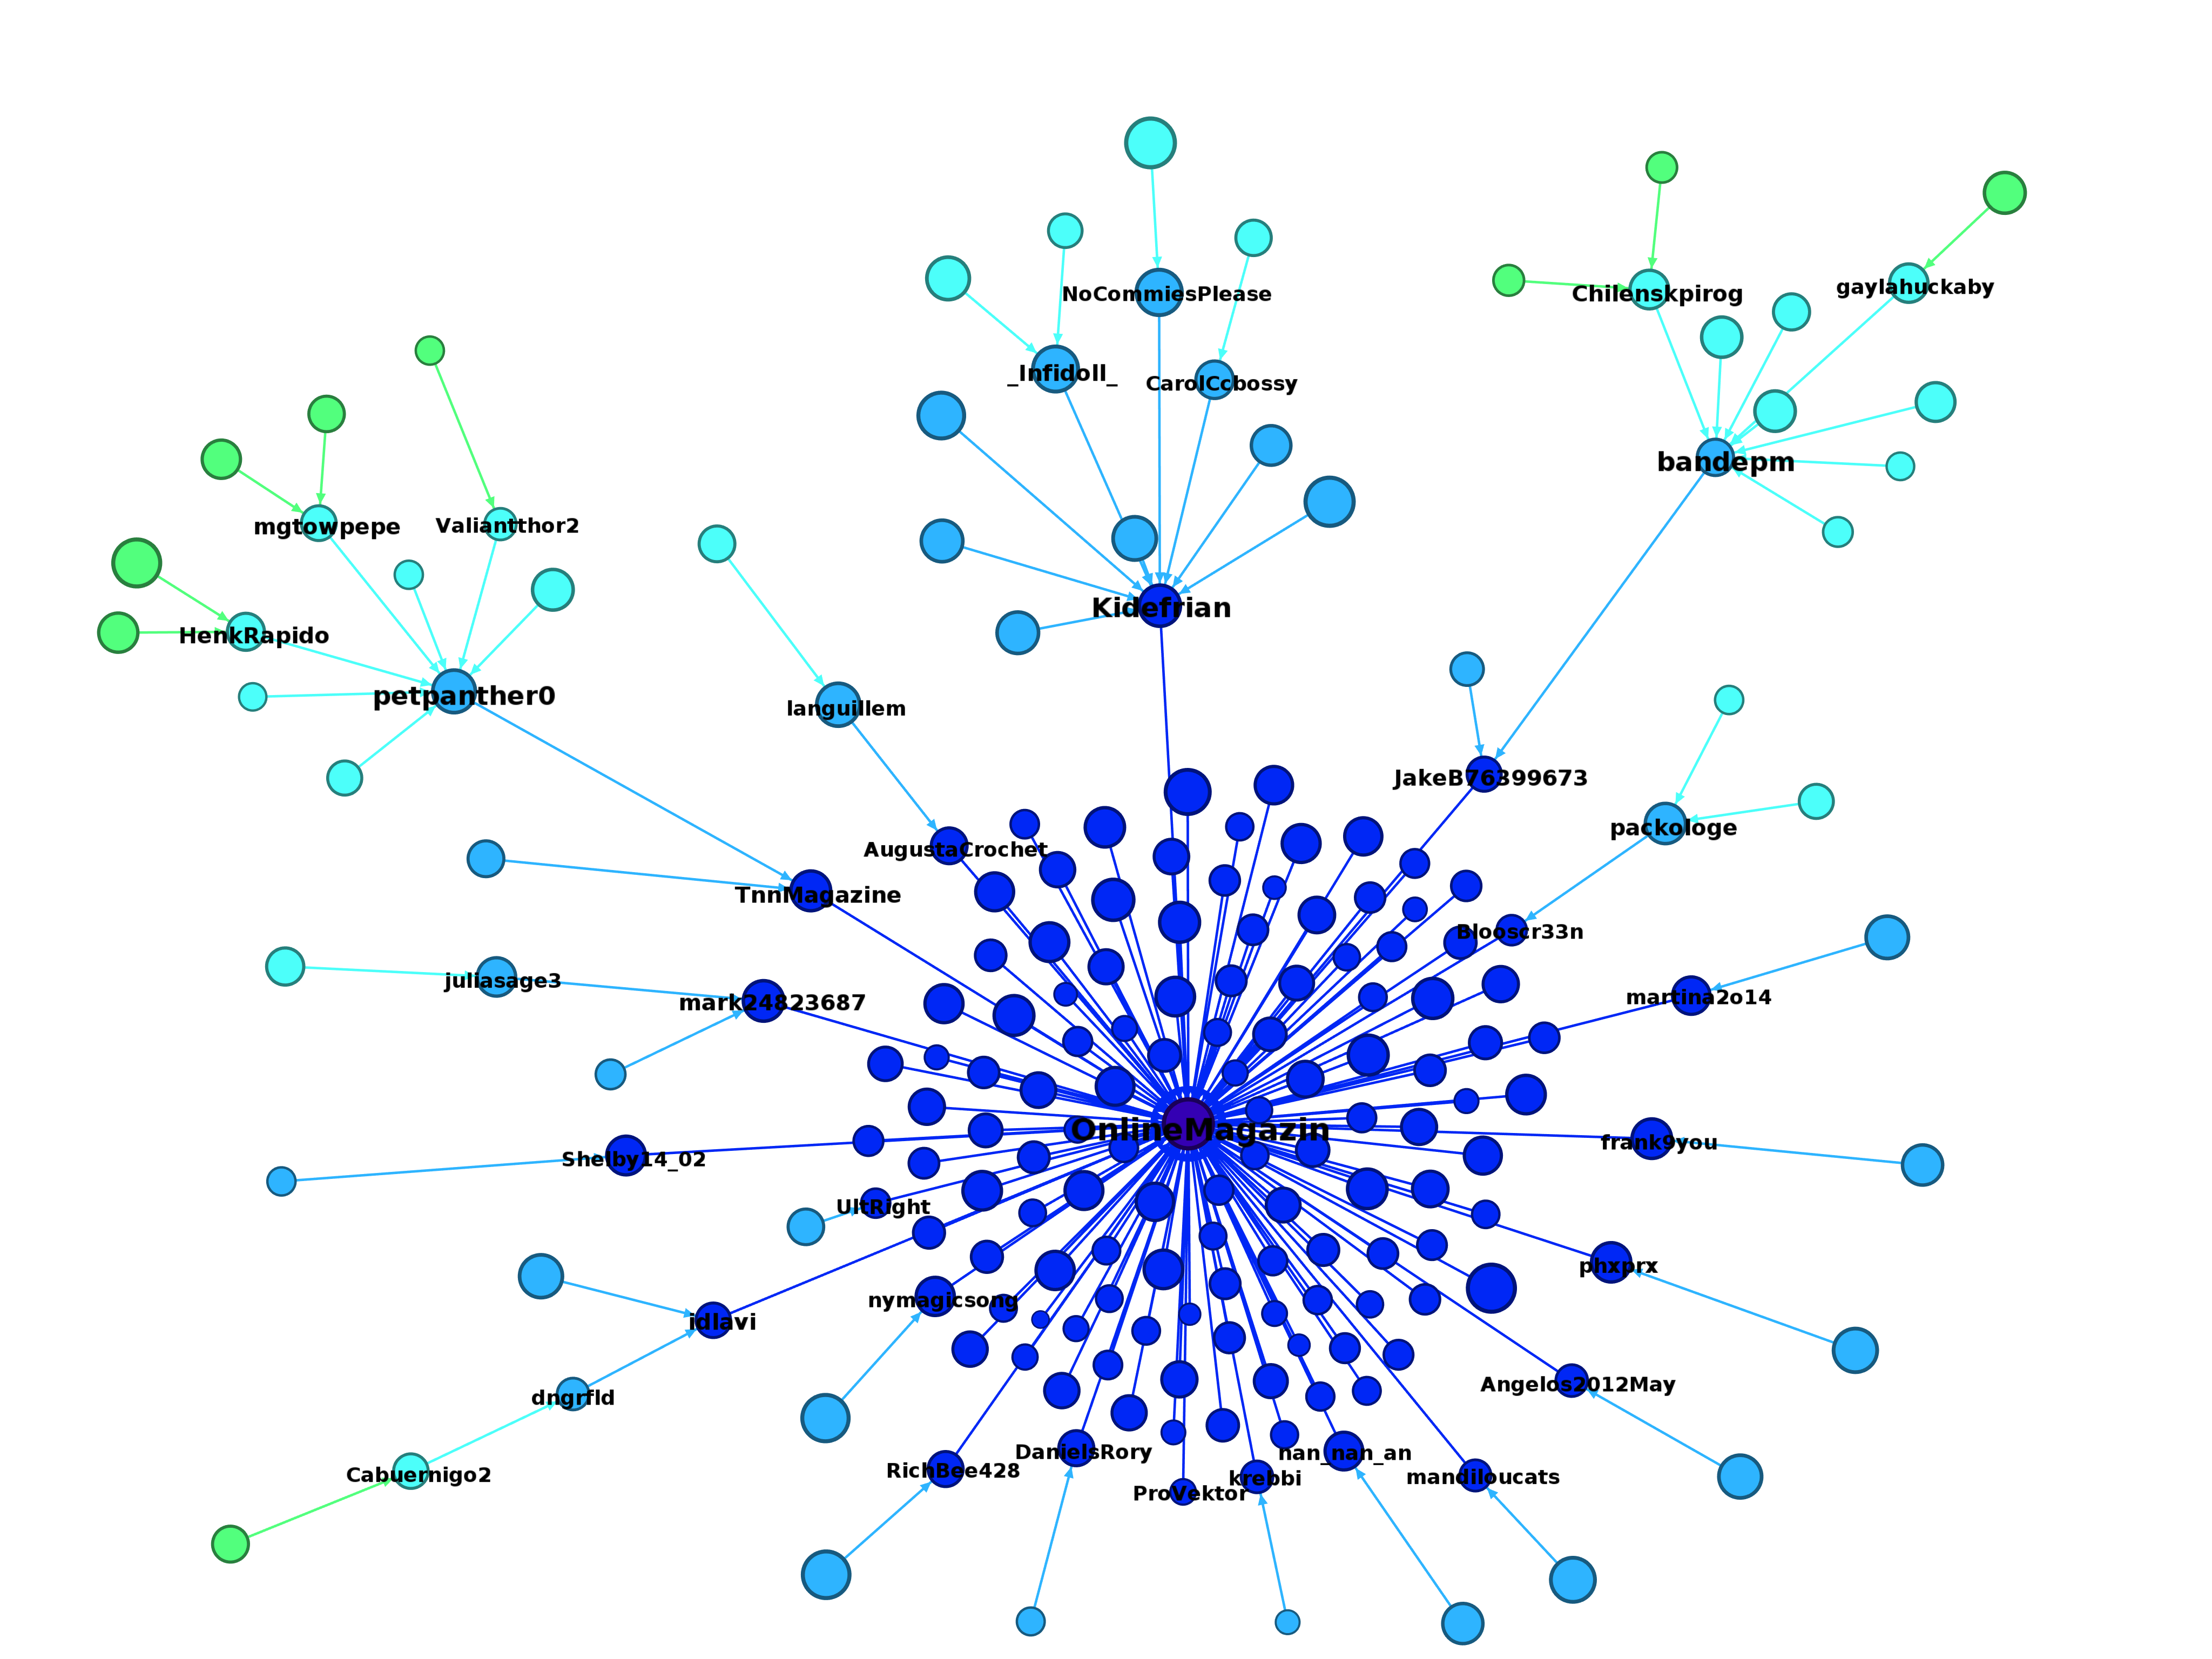 NoCommiesPlease
Chilenskpirog
gaylahuckaby
_Infidoll_
CarolCcbossy
bandepm
mgtowpepe
Valiantthor2
Kidefrian
HenkRapido
petpanther0
languillem
JakeB76399673
packologe
AugustaCrochet
TnnMagazine
Blooscr33n
juliasage3
mark24823687
martina2o14
OnlineMagazin
frank9you
Shelby14_02
UltRight
phxprx
nymagicsong
idlavi
Angelos2012May
dngrfld
DanielsRory
nan_nan_an
Cabuernigo2
RichBee428
krebbi
mandiloucats
ProVektor